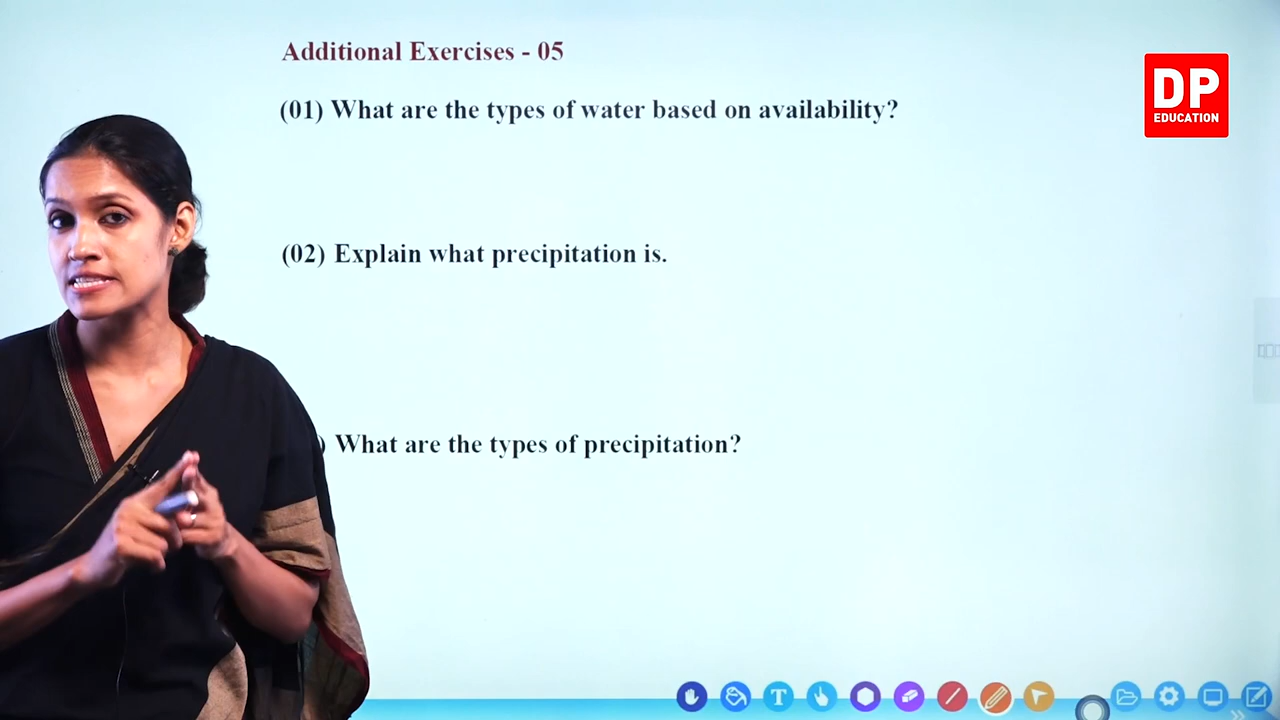 Additional Exercises - 05
DP
EDUCATION
(01) What are the types of water based on availability?
(02) Explain what precipitation is.
) What are the types of precipitation?
T